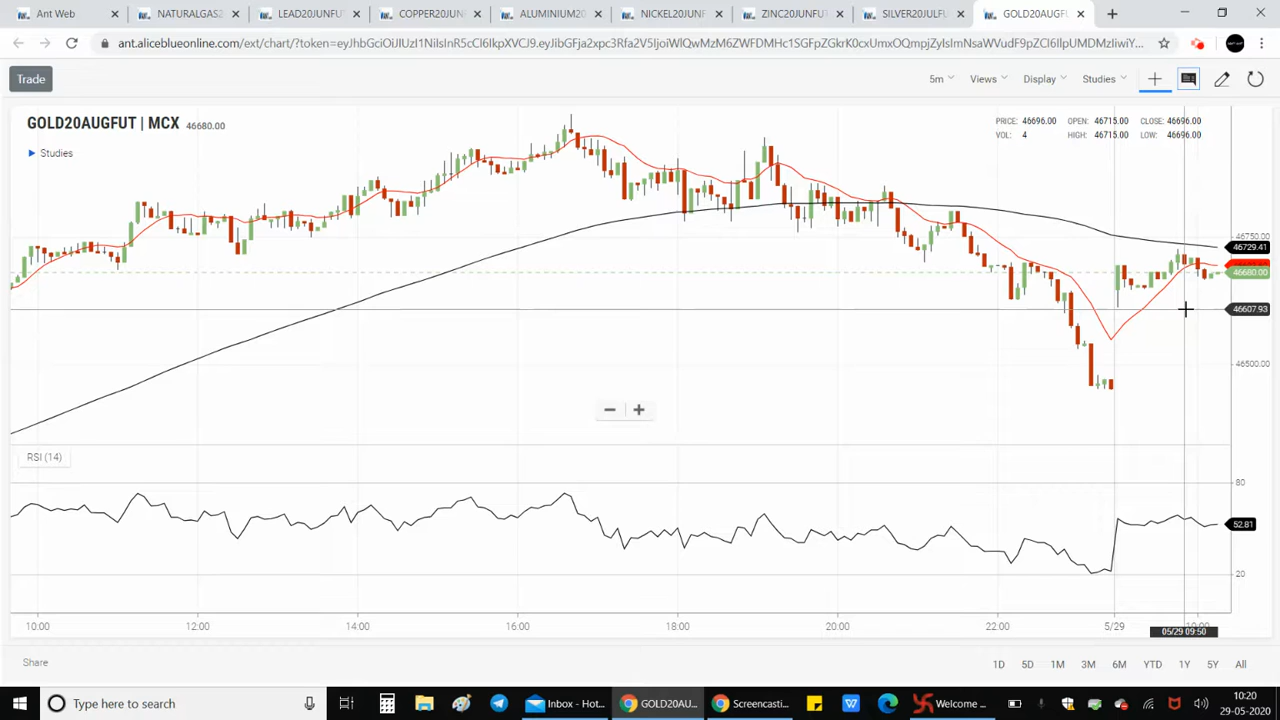 Ant Web
NATURALGAS2
LEAD20JUNFU
COPPER20JUN
ALUMINIUM20
NICKEL20JUNF
ZINC20JUNFUT
SILVER20JULFU
GOLD20AUGFU
Trade
5m Views Display Studies
GOLD20AUGFUT | MCX 46680.00
PRICE: 46696.00 OPEN: 46715.00 CLOSE: 46696.00
VOL: 4 HIGH: 46715.00 LOW: 46696.00
Studies
46750.00
46729.41
46680.00
46607.93
46500.00
RSI (14)
80
52.81
20
10:00 12:00 14:00 16:00 18:00 20:00 22:00 5/29
05/29 09:50
Share
1D 5D 1M 3M 6M YTD 1Y 5Y All
Type here to search
Inbox - Hot...
GOLD20AU...
Screencasti...
Welcome ...
10:20
29-05-2020